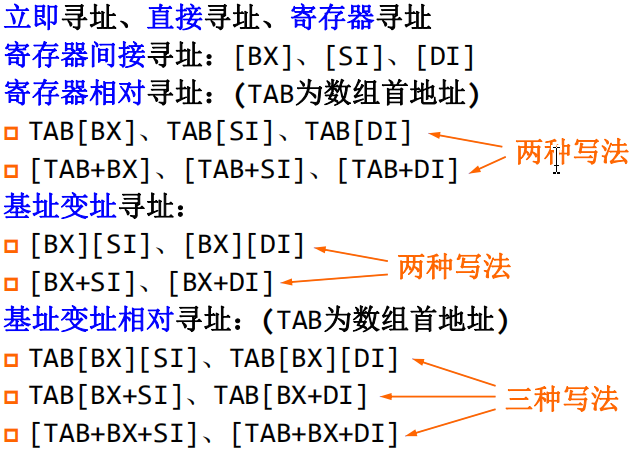 立即寻址、直接寻址、寄存器寻址
寄存器间接寻址：[BX]、[SI]、[DI]
寄存器相对寻址：(TAB为数组首地址)
TAB[BX]、TAB[SI]、TAB[DI]
[TAB+BX]、[TAB+SI]、[TAB+DI]
两种写法
基址变址寻址：
[BX][SI]、[BX][DI]
[BX+SI]、[BX+DI]
两种写法
基址变址相对寻址：(TAB为数组首地址)
TAB[BX][SI]、TAB[BX][DI]
TAB[BX+SI]、TAB[BX+DI]
[TAB+BX+SI]、[TAB+BX+DI]
三种写法